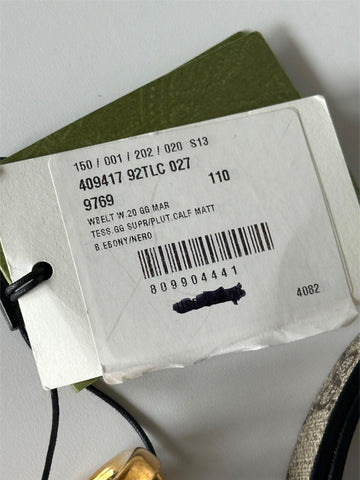 150 / 001 / 202 / 020 S13
409417 92TLC 027
9769 110
WBELT W.20 GG MAR
TESS.GG SUPR/PLUT.CALF MATT
B.EBONY/NERO
809904441
4082